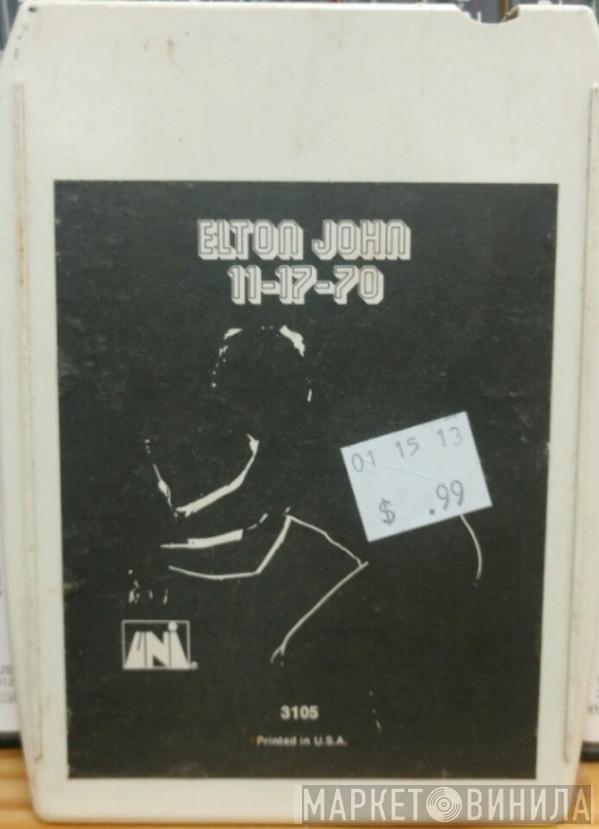 ELTON JOHN
11-17-70
01 15 13
$ .99
UNI
3105
Printed in U.S.A.
МАРКЕТ ВИНИЛА